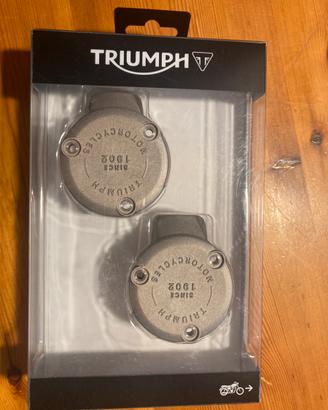 TRIUMPH
TRIUMPH
SINCE
1902
MOTORCYCLES
TRIUMPH
SINCE
1902
MOTORCYCLES